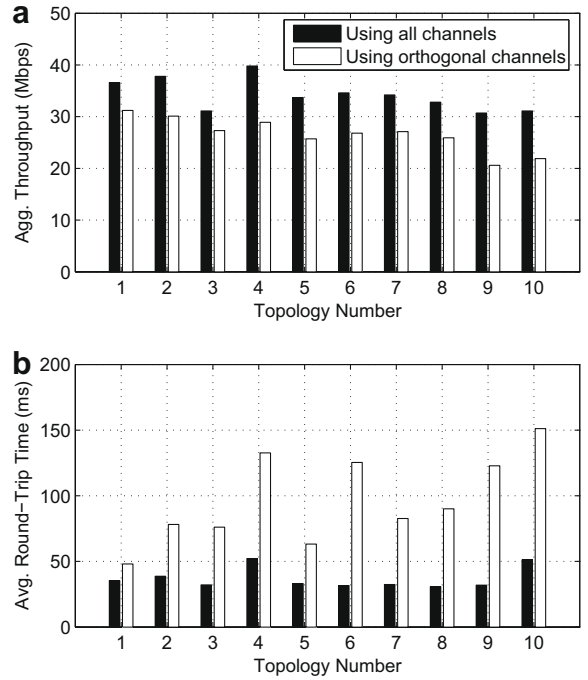 a
50
40
30
20
10
0
Agg. Throughput (Mbps)
Using all channels
Using orthogonal channels
1 2 3 4 5 6 7 8 9 10
Topology Number
b
200
150
100
50
0
Avg. Round-Trip Time (ms)
1 2 3 4 5 6 7 8 9 10
Topology Number